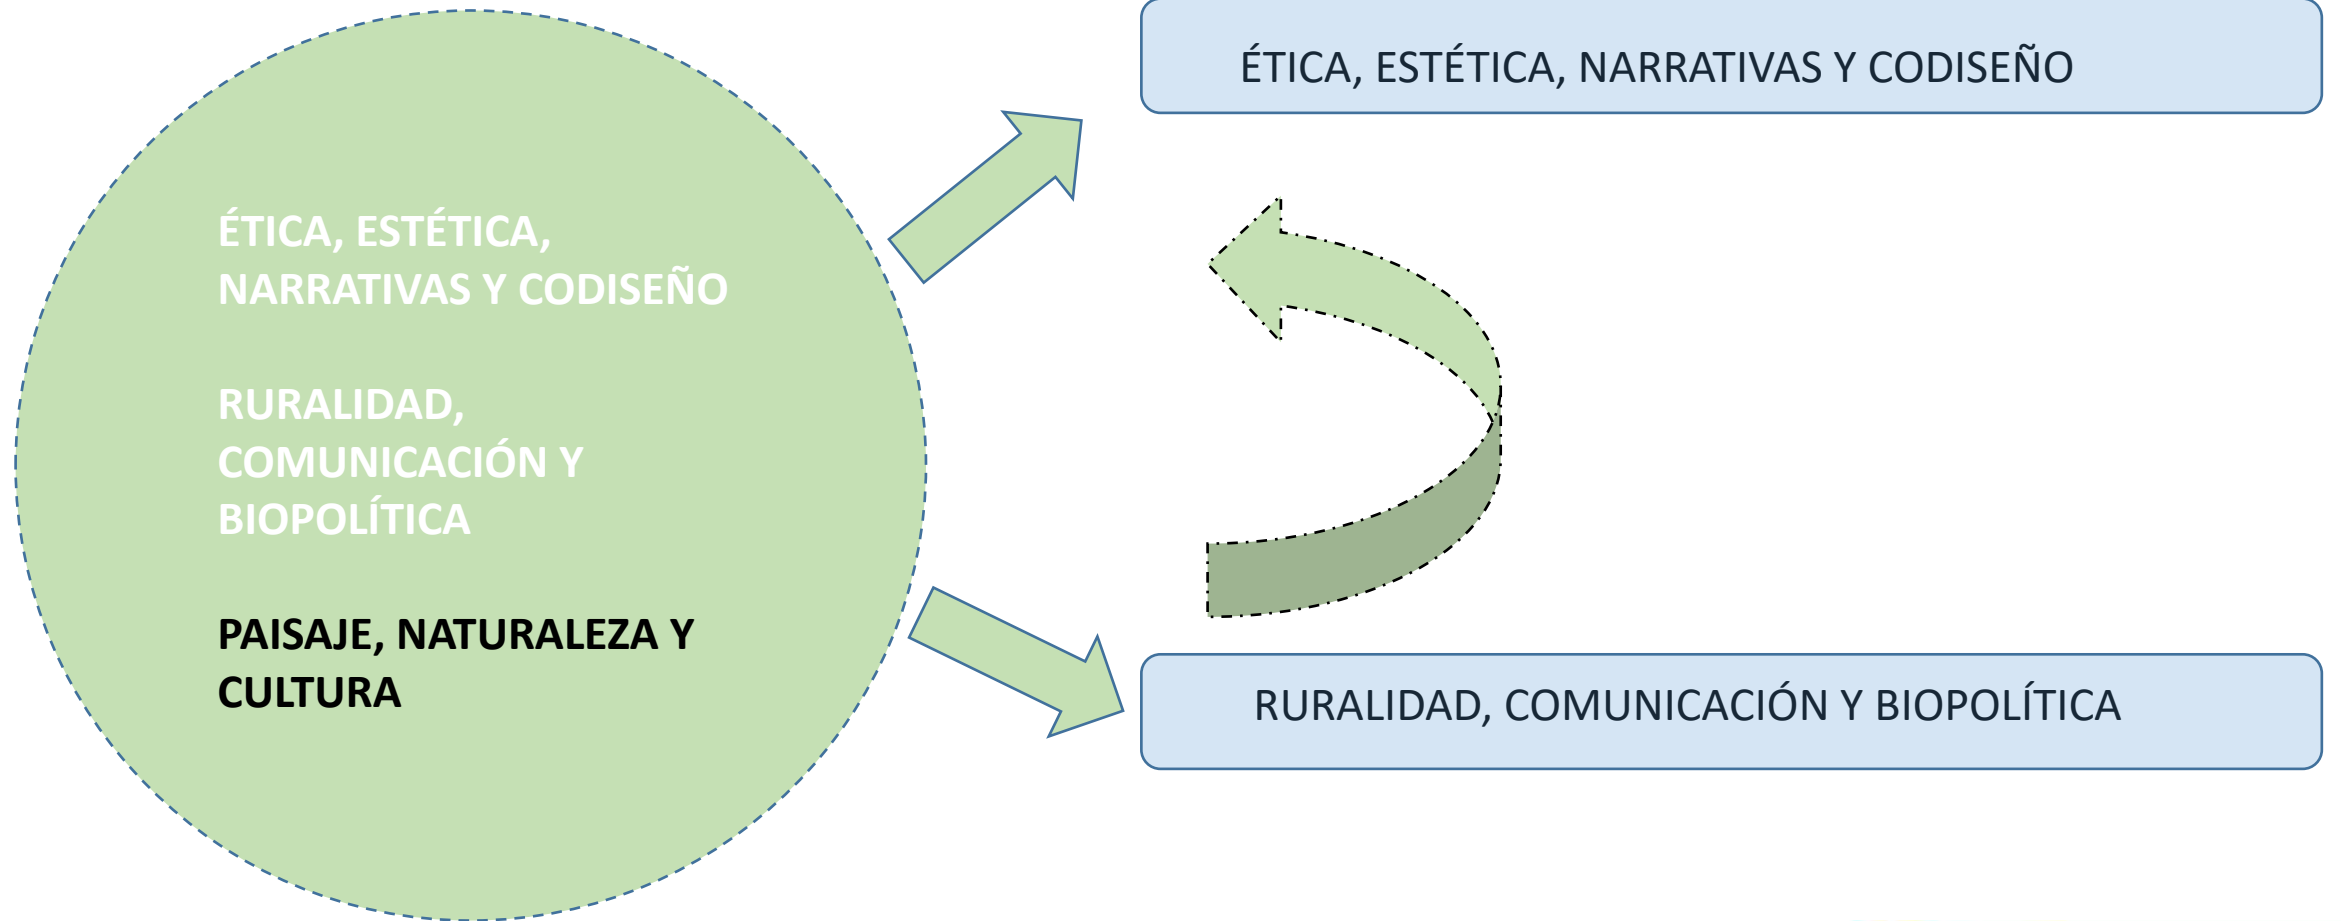 ÉTICA, ESTÉTICA, NARRATIVAS Y CODISEÑO
ÉTICA, ESTÉTICA,
NARRATIVAS Y CODISEÑO
RURALIDAD,
COMUNICACIÓN Y
BIOPOLÍTICA
PAISAJE, NATURALEZA Y
CULTURA
RURALIDAD, COMUNICACIÓN Y BIOPOLÍTICA